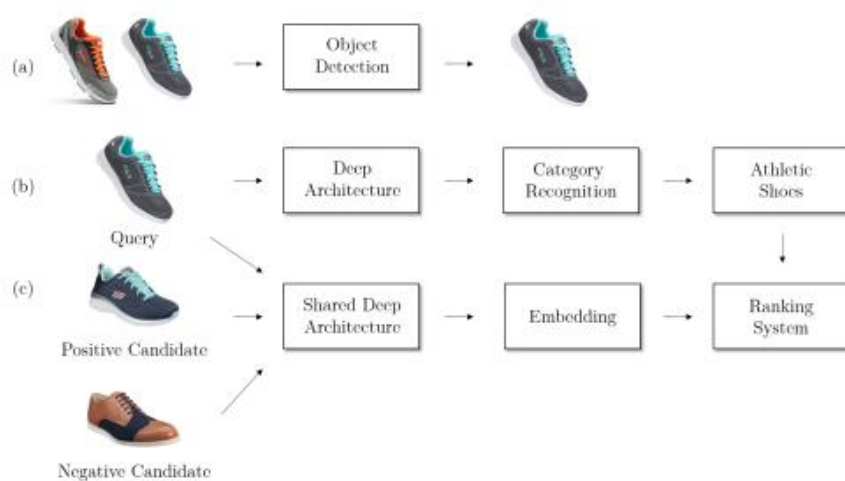 (a)
Object
Detection
(b)
Deep
Architecture
Category
Recognition
Athletic
Shoes
Query
(c)
Shared Deep
Architecture
Embedding
Ranking
System
Positive Candidate
Negative Candidate